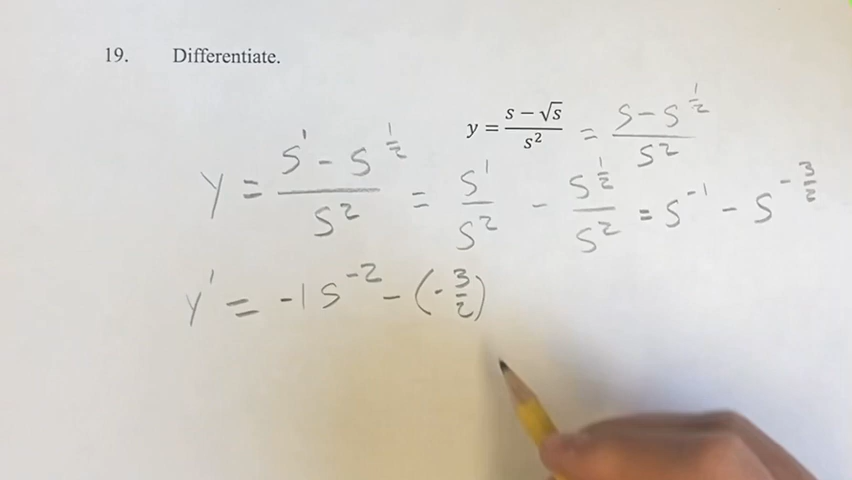 19. Differentiate.
y = (s − √s)/s² = (s − s^(1/2))/s²
y = (s¹ − s^(1/2))/s² = s¹/s² − s^(1/2)/s² = s⁻¹ − s^(−3/2)
y' = -1s⁻² − (−3/2)